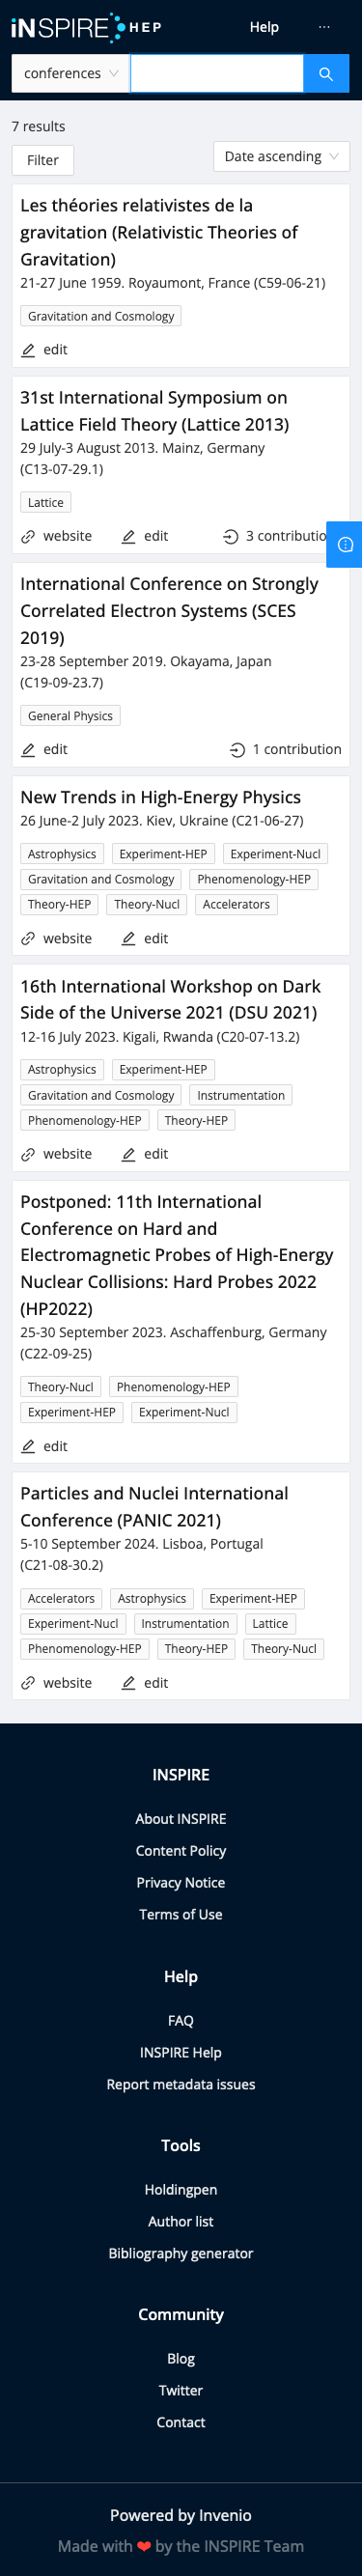 iNSPIRE HEP
Help
...
conferences
7 results
Filter
Date ascending
Les théories relativistes de la
gravitation (Relativistic Theories of
Gravitation)
21-27 June 1959. Royaumont, France (C59-06-21)
Gravitation and Cosmology
edit
31st International Symposium on
Lattice Field Theory (Lattice 2013)
29 July-3 August 2013. Mainz, Germany
(C13-07-29.1)
Lattice
website edit 3 contributio
International Conference on Strongly
Correlated Electron Systems (SCES
2019)
23-28 September 2019. Okayama, Japan
(C19-09-23.7)
General Physics
edit 1 contribution
New Trends in High-Energy Physics
26 June-2 July 2023. Kiev, Ukraine (C21-06-27)
Astrophysics Experiment-HEP Experiment-Nucl
Gravitation and Cosmology Phenomenology-HEP
Theory-HEP Theory-Nucl Accelerators
website edit
16th International Workshop on Dark
Side of the Universe 2021 (DSU 2021)
12-16 July 2023. Kigali, Rwanda (C20-07-13.2)
Astrophysics Experiment-HEP
Gravitation and Cosmology Instrumentation
Phenomenology-HEP Theory-HEP
website edit
Postponed: 11th International
Conference on Hard and
Electromagnetic Probes of High-Energy
Nuclear Collisions: Hard Probes 2022
(HP2022)
25-30 September 2023. Aschaffenburg, Germany
(C22-09-25)
Theory-Nucl Phenomenology-HEP
Experiment-HEP Experiment-Nucl
edit
Particles and Nuclei International
Conference (PANIC 2021)
5-10 September 2024. Lisboa, Portugal
(C21-08-30.2)
Accelerators Astrophysics Experiment-HEP
Experiment-Nucl Instrumentation Lattice
Phenomenology-HEP Theory-HEP Theory-Nucl
website edit
INSPIRE
About INSPIRE
Content Policy
Privacy Notice
Terms of Use
Help
FAQ
INSPIRE Help
Report metadata issues
Tools
Holdingpen
Author list
Bibliography generator
Community
Blog
Twitter
Contact
Powered by Invenio
Made with ❤ by the INSPIRE Team